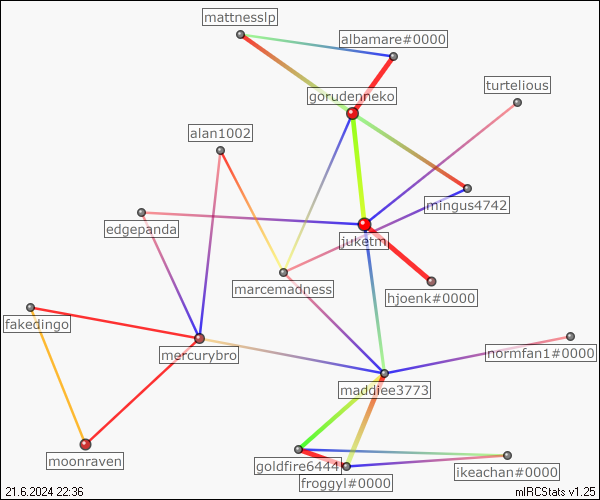 mattnesslp
albamare#0000
turtelious
gorudenneko
alan1002
mingus4742
edgepanda
juketm
marcemadness
hjoenk#0000
fakedingo
mercurybro
normfan1#0000
maddiee3773
moonraven
goldfire6444
ikeachan#0000
froggyl#0000
21.6.2024 22:36
mIRCStats v1.25